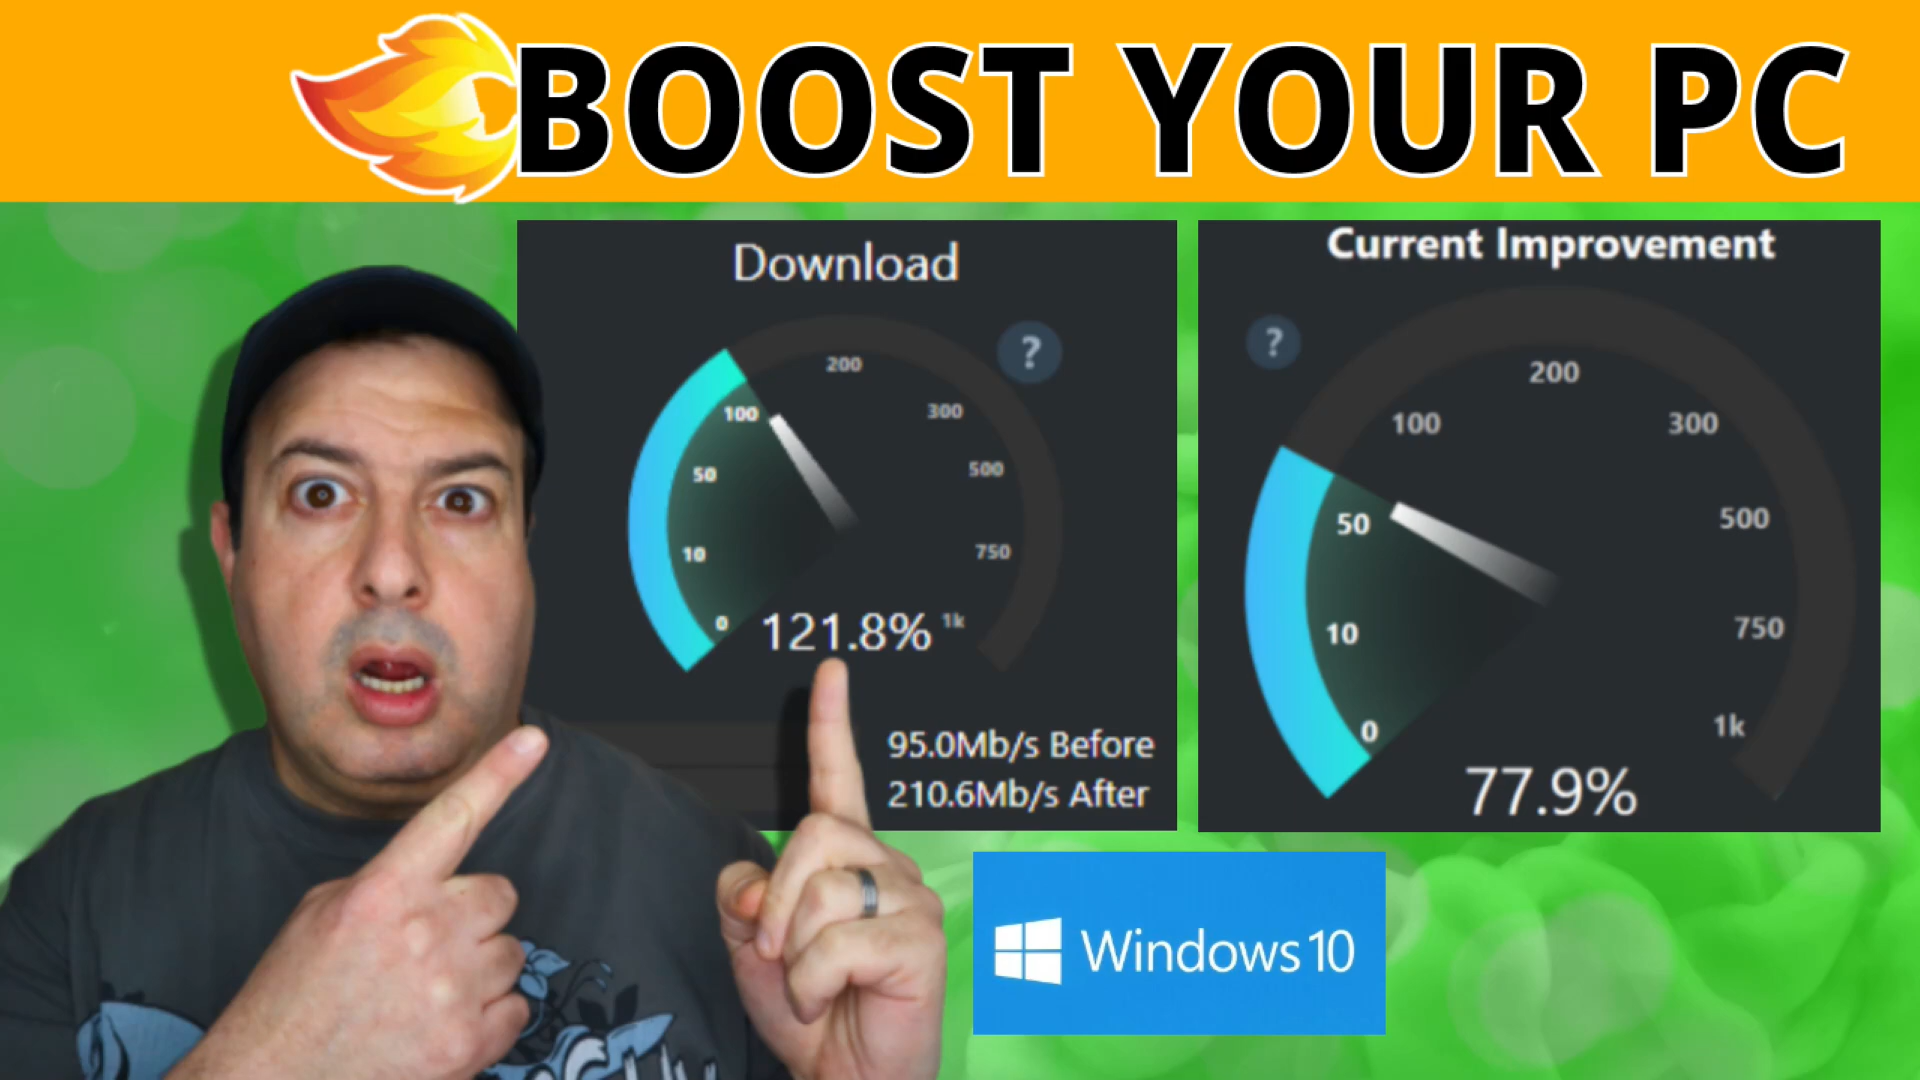 BOOST YOUR PC
Download
?
200
100
300
50
500
10
750
0
121.8%
1k
95.0Mb/s Before
210.6Mb/s After
Current Improvement
?
200
100
300
50
500
10
750
0
1k
77.9%
Windows 10